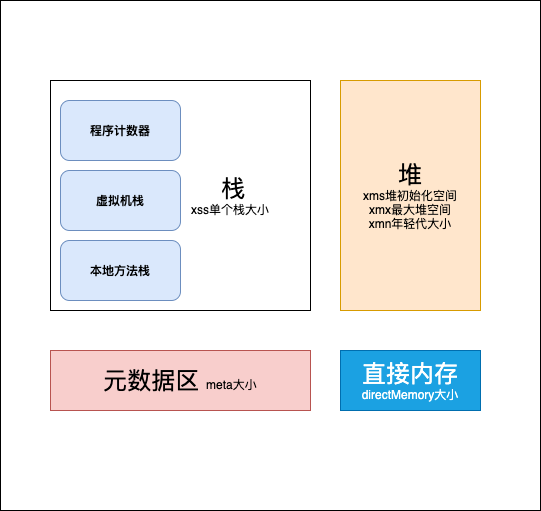 程序计数器
虚拟机栈
本地方法栈
栈
xss单个栈大小
堆
xms堆初始化空间
xmx最大堆空间
xmn年轻代大小
元数据区 meta大小
直接内存
directMemory大小